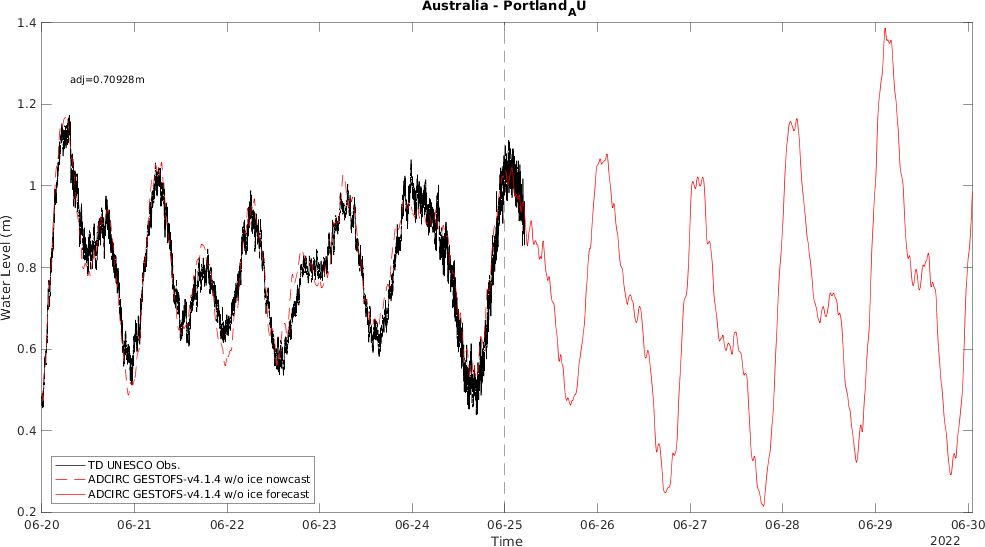 Australia - Portland_AU
1.4
adj=0.70928m
1.2
1
0.8
0.6
0.4
0.2
Water Level (m)
TD UNESCO Obs.
ADCIRC GESTOFS-v4.1.4 w/o ice nowcast
ADCIRC GESTOFS-v4.1.4 w/o ice forecast
06-20 06-21 06-22 06-23 06-24 06-25 06-26 06-27 06-28 06-29 06-30
Time
2022